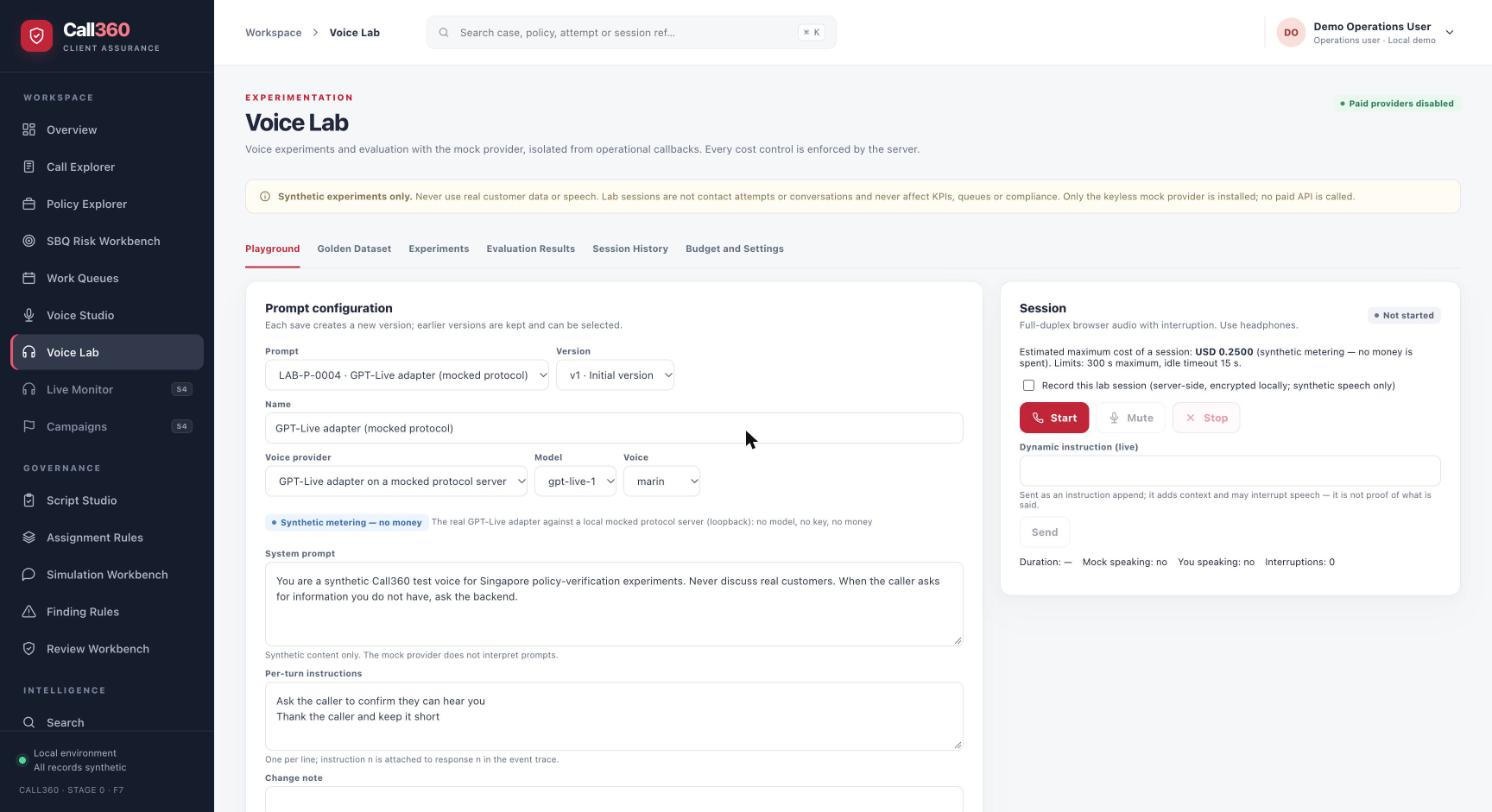 Call360
CLIENT ASSURANCE
WORKSPACE
Overview
Call Explorer
Policy Explorer
SBQ Risk Workbench
Work Queues
Voice Studio
Voice Lab
Live Monitor S4
Campaigns S4
GOVERNANCE
Script Studio
Assignment Rules
Simulation Workbench
Finding Rules
Review Workbench
INTELLIGENCE
Search
Local environment
All records synthetic
CALL360 · STAGE 0 · F7
Workspace > Voice Lab
Search case, policy, attempt or session ref...
⌘ K
DO
Demo Operations User
Operations user · Local demo
EXPERIMENTATION
Voice Lab
Voice experiments and evaluation with the mock provider, isolated from operational callbacks. Every cost control is enforced by the server.
Paid providers disabled
Synthetic experiments only. Never use real customer data or speech. Lab sessions are not contact attempts or conversations and never affect KPIs, queues or compliance. Only the keyless mock provider is installed; no paid API is called.
Playground Golden Dataset Experiments Evaluation Results Session History Budget and Settings
Prompt configuration
Each save creates a new version; earlier versions are kept and can be selected.
Prompt Version
LAB-P-0004 · GPT-Live adapter (mocked protocol) v1 · Initial version
Name
GPT-Live adapter (mocked protocol)
Voice provider Model Voice
GPT-Live adapter on a mocked protocol server gpt-live-1 marin
Synthetic metering — no money The real GPT-Live adapter against a local mocked protocol server (loopback): no model, no key, no money
System prompt
You are a synthetic Call360 test voice for Singapore policy-verification experiments. Never discuss real customers. When the caller asks
for information you do not have, ask the backend.
Synthetic content only. The mock provider does not interpret prompts.
Per-turn instructions
Ask the caller to confirm they can hear you
Thank the caller and keep it short
One per line; instruction n is attached to response n in the event trace.
Change note
Session
Full-duplex browser audio with interruption. Use headphones.
Not started
Estimated maximum cost of a session: USD 0.2500 (synthetic metering — no money is
spent). Limits: 300 s maximum, idle timeout 15 s.
Record this lab session (server-side, encrypted locally; synthetic speech only)
Start Mute Stop
Dynamic instruction (live)
Sent as an instruction append; it adds context and may interrupt speech — it is not proof of what is
said.
Send
Duration: — Mock speaking: no You speaking: no Interruptions: 0